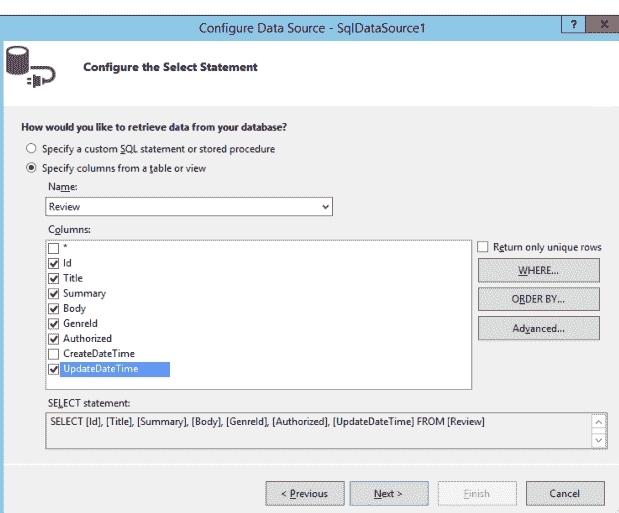 Configure Data Source - SqlDataSource1
? x
Configure the Select Statement
How would you like to retrieve data from your database?
Specify a custom SQL statement or stored procedure
Specify columns from a table or view
Name:
Review
Columns:
*
Return only unique rows
Id
WHERE...
Title
Summary
ORDER BY...
Body
GenreId
Advanced...
Authorized
CreateDateTime
UpdateDateTime
SELECT statement:
SELECT [Id], [Title], [Summary], [Body], [GenreId], [Authorized], [UpdateDateTime] FROM [Review]
< Previous Next > Finish Cancel